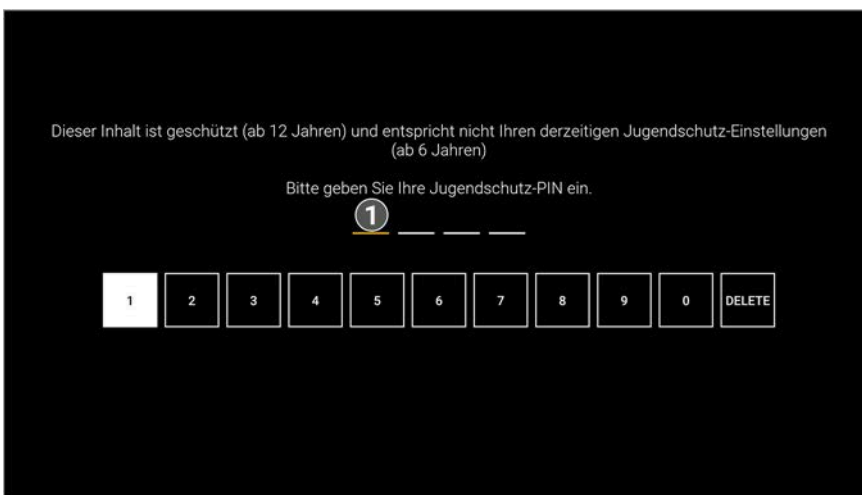 Dieser Inhalt ist geschützt (ab 12 Jahren) und entspricht nicht Ihren derzeitigen Jugendschutz-Einstellungen
(ab 6 Jahren)
Bitte geben Sie Ihre Jugendschutz-PIN ein.
1
1 2 3 4 5 6 7 8 9 0 DELETE